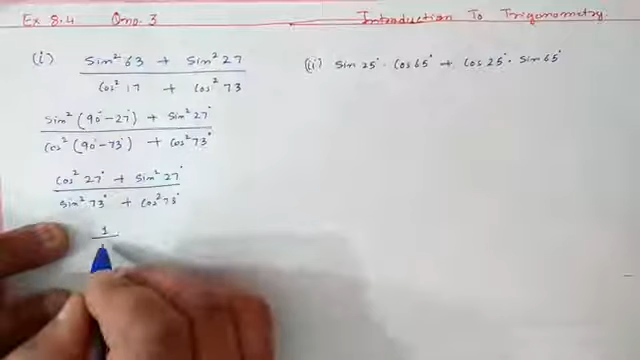 Ex 8.4 Qno. 3 Introduction To Trigonometry.
(i) Sin² 63 + Sin² 27
Cos² 17 + Cos² 73
Sin² (90° - 27°) + Sin² 27°
Cos² (90° - 73°) + Cos² 73°
Cos² 27° + Sin² 27°
Sin² 73° + Cos² 73°
1
1
(ii) Sin 25° · Cos 65° + Cos 25° · Sin 65°